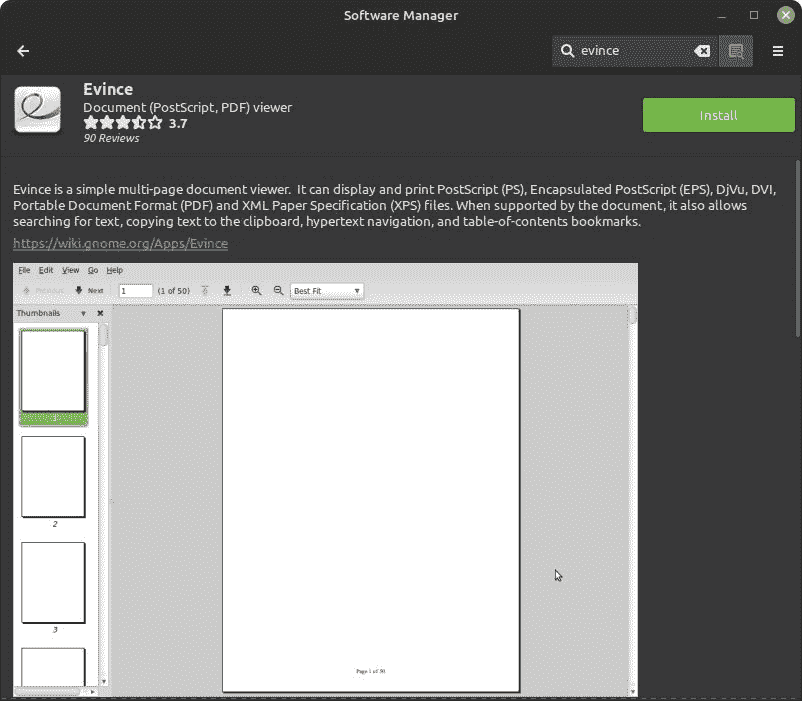 Software Manager
evince
Evince
Document (PostScript, PDF) viewer
3.7
90 Reviews
Install
Evince is a simple multi-page document viewer.  It can display and print PostScript (PS), Encapsulated PostScript (EPS), DjVu, DVI,
Portable Document Format (PDF) and XML Paper Specification (XPS) files. When supported by the document, it also allows
searching for text, copying text to the clipboard, hypertext navigation, and table-of-contents bookmarks.
https://wiki.gnome.org/Apps/Evince
File Edit View Go Help
Previous Next 1 (1 of 50) Best Fit
Thumbnails
2
3
Page 1 of 50